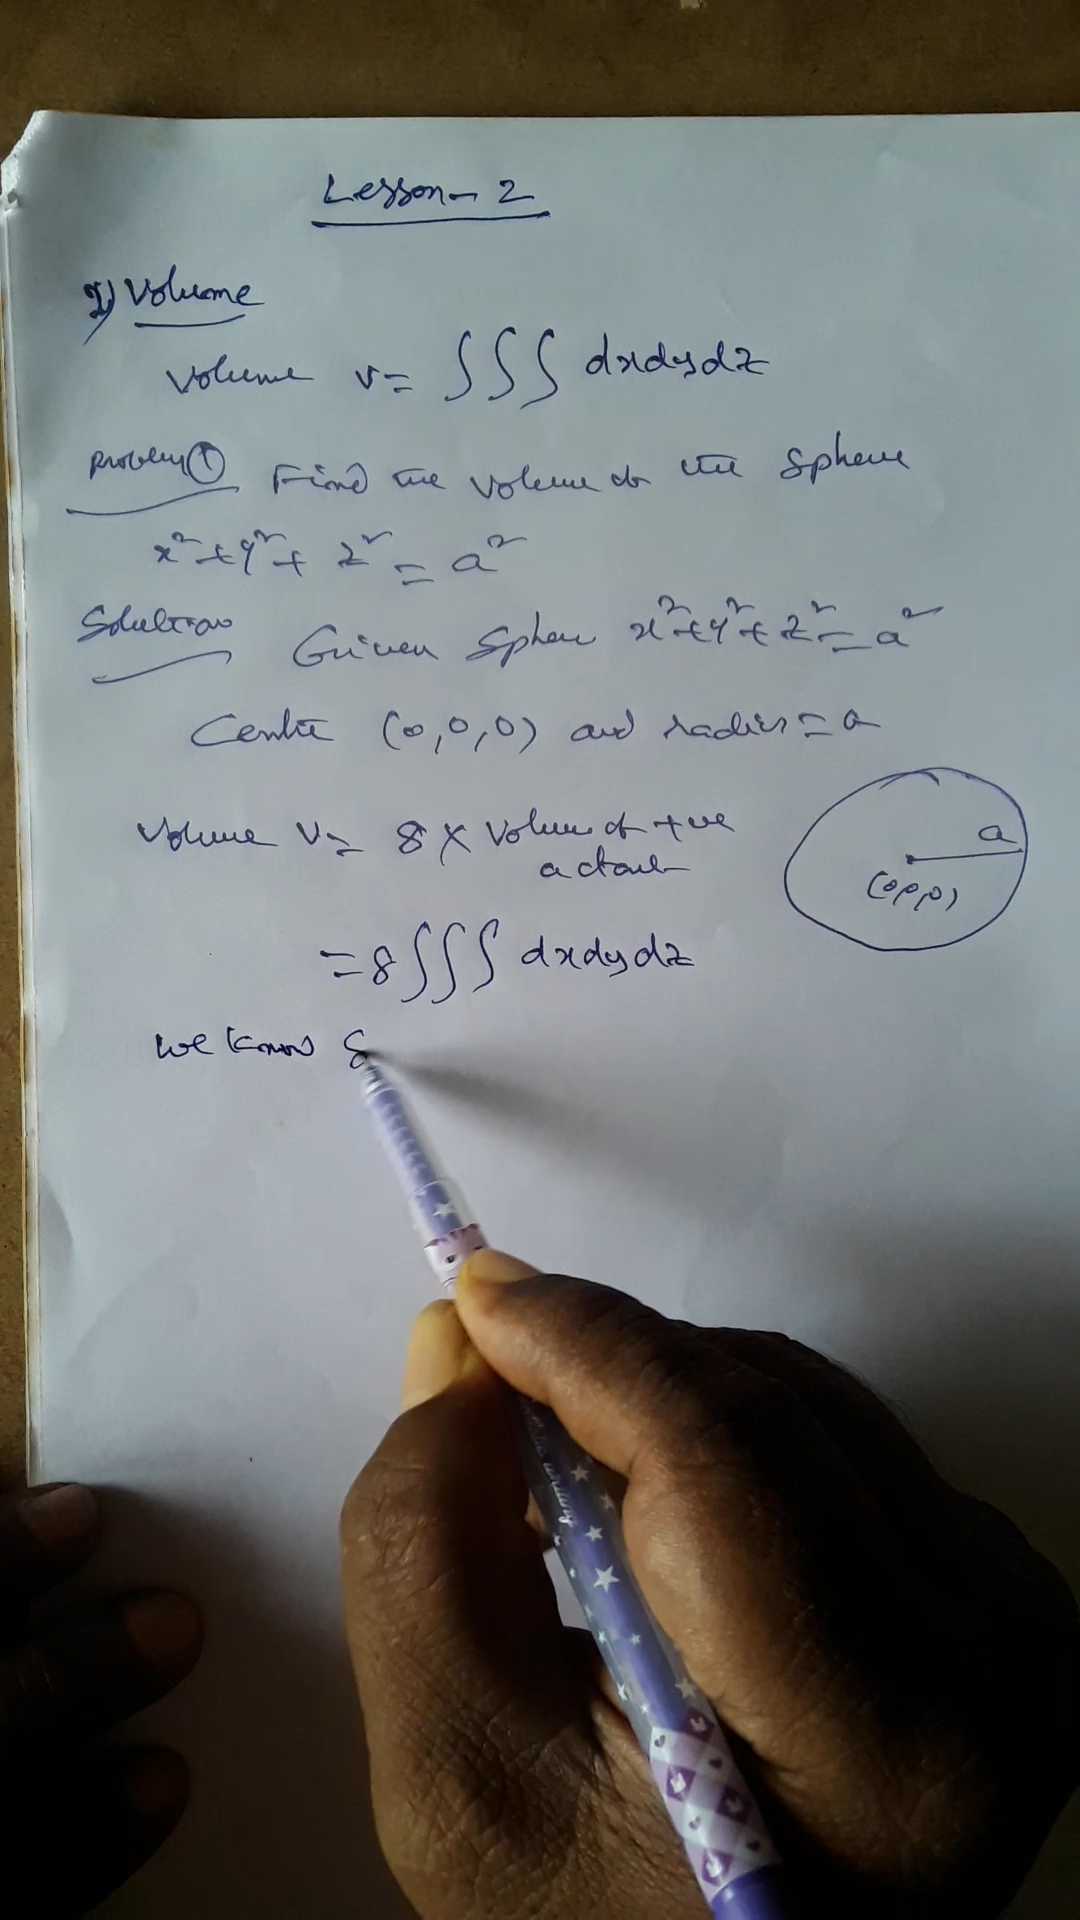 Lesson - 2
I) Volume
Volume v = ∫∫∫ dxdydz
Problem ① Find the volume of the sphere
x²+y²+z² = a²
Solution Given Sphere x²+y²+z² = a²
Centre (0,0,0) and radius = a
Volume V = 8 × Volume of +ve
octant
a
(0,0,0)
= 8∫∫∫ dxdydz
We know S